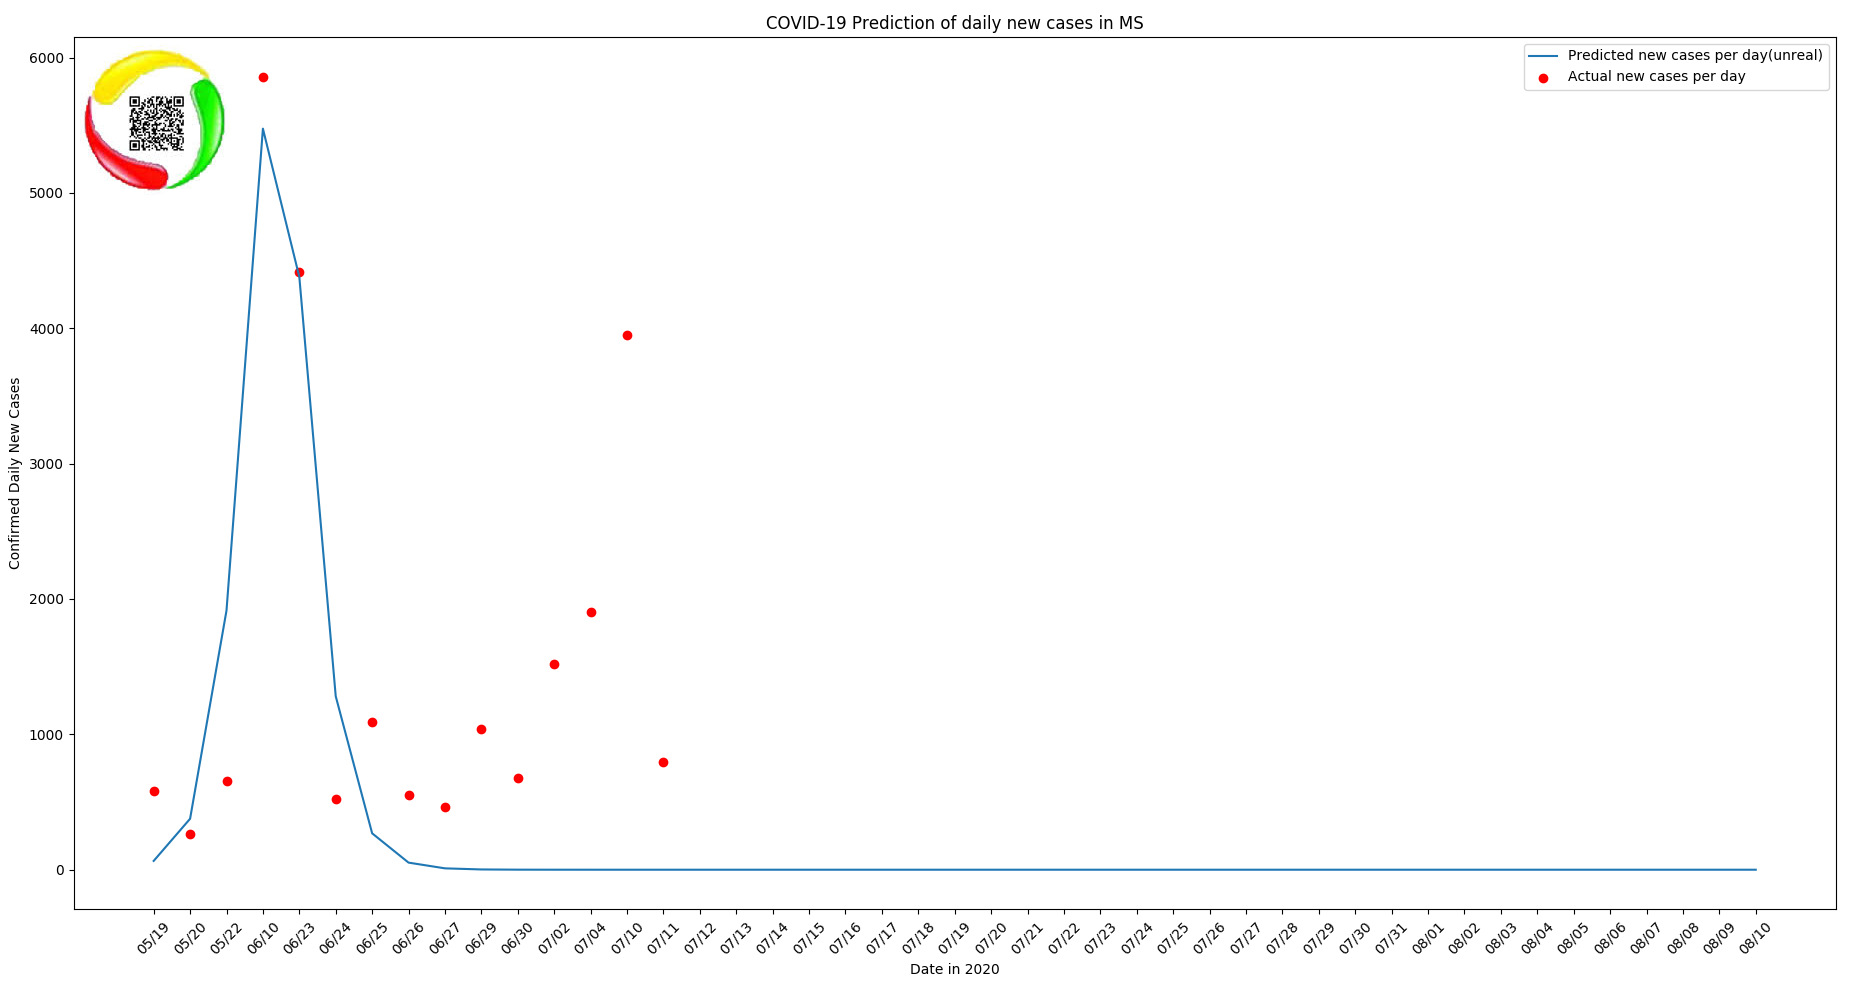 COVID-19 Prediction of daily new cases in MS
Predicted new cases per day(unreal)
Actual new cases per day
6000
5000
4000
3000
2000
1000
0
Confirmed Daily New Cases
05/19 05/20 05/22 06/10 06/23 06/24 06/25 06/26 06/27 06/29 06/30 07/02 07/04 07/10 07/11 07/12 07/13 07/14 07/15 07/16 07/17 07/18 07/19 07/20 07/21 07/22 07/23 07/24 07/25 07/26 07/27 07/28 07/29 07/30 07/31 08/01 08/02 08/03 08/04 08/05 08/06 08/07 08/08 08/09 08/10
Date in 2020